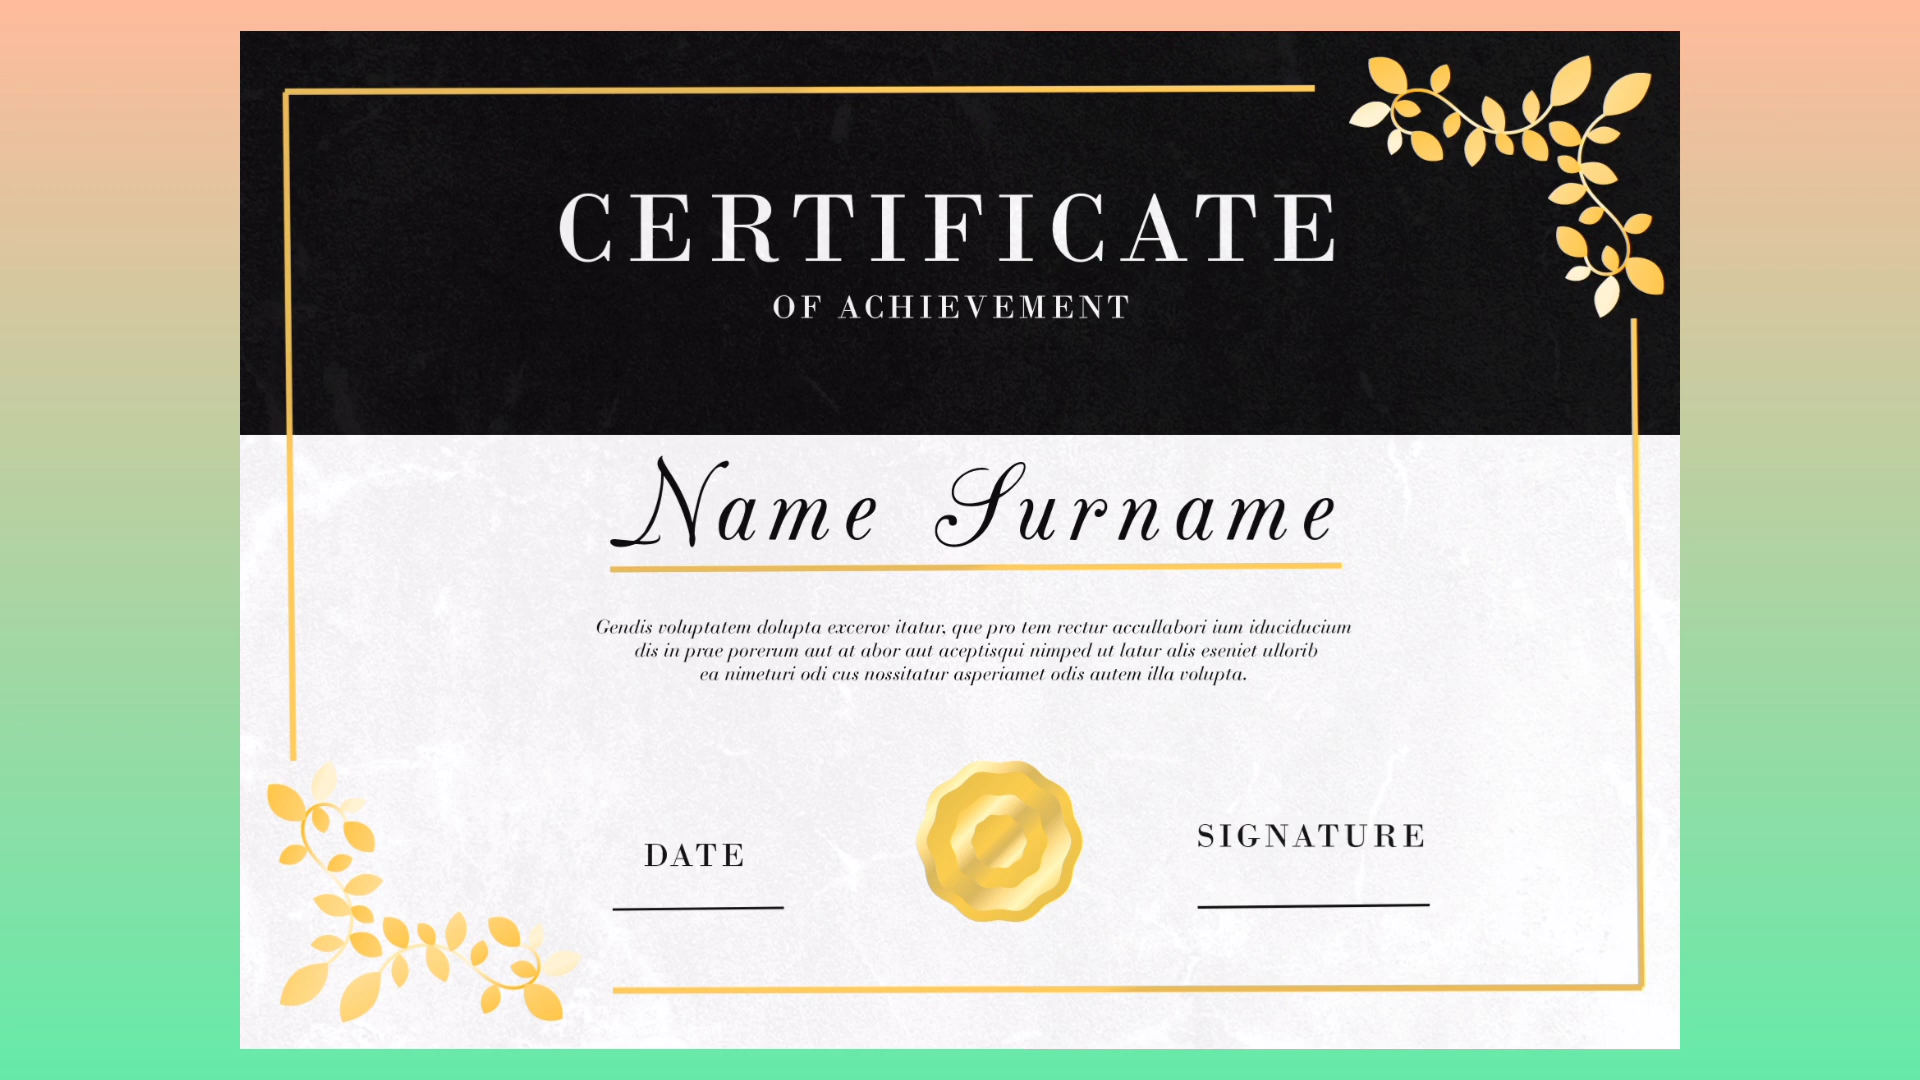 CERTIFICATE
OF ACHIEVEMENT
Name Surname
Gendis voluptatem dolupta excerov itatur, que pro tem rectur accullabori ium iduciducium
dis in prae porerum aut at abor aut aceptisqui nimped ut latur alis eseniet ullorib
ea nimeturi odi cus nossitatur asperiamet odis autem illa volupta.
DATE
SIGNATURE